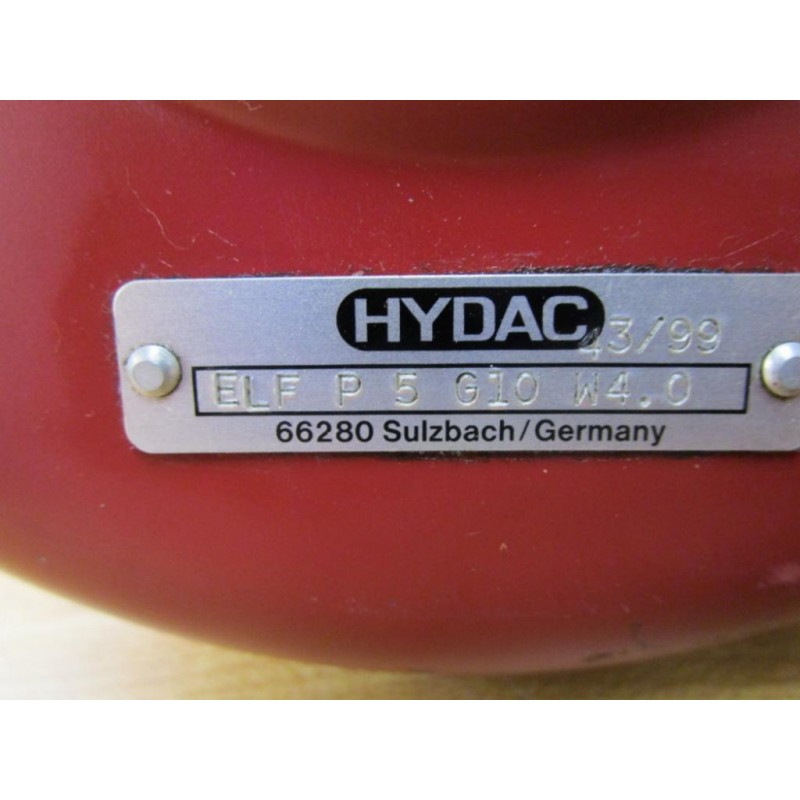 HYDAC
43/99
ELF P 5 G10 W4.0
66280 Sulzbach/Germany